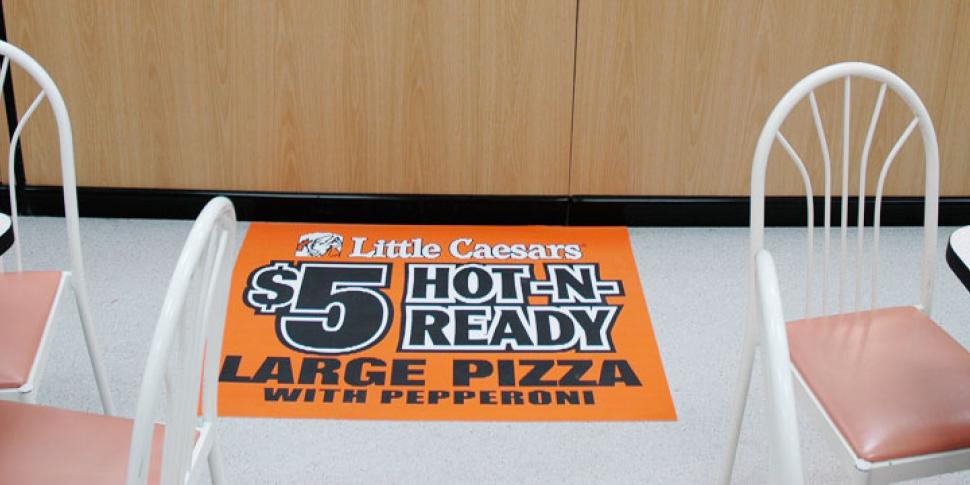 Little Caesars
$5 HOT-N-
READY
LARGE PIZZA
WITH PEPPERONI